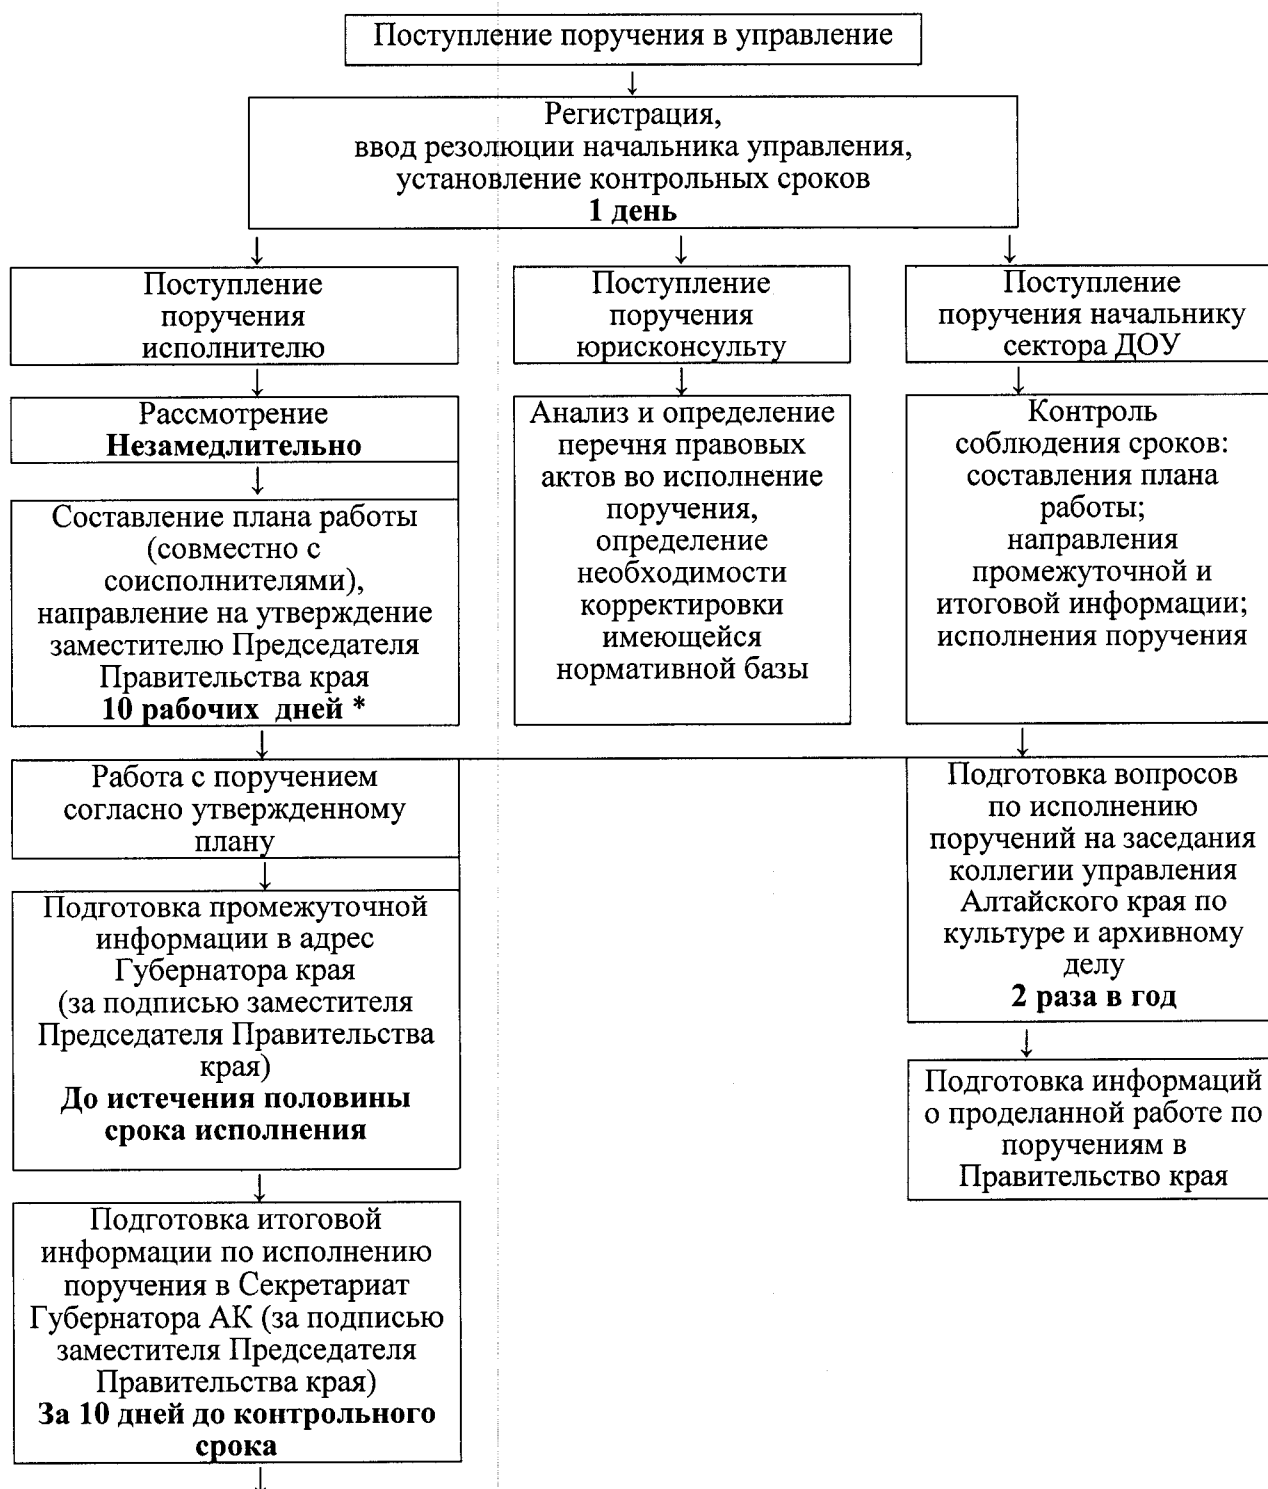 Поступление поручения в управление
Регистрация,
ввод резолюции начальника управления,
установление контрольных сроков
1 день
Поступление
поручения
исполнителю
Поступление
поручения
юрисконсульту
Поступление
поручения начальнику
сектора ДОУ
Рассмотрение
Незамедлительно
Анализ и определение
перечня правовых
актов во исполнение
поручения,
определение
необходимости
корректировки
имеющейся
нормативной базы
Контроль
соблюдения сроков:
составления плана
работы;
направления
промежуточной и
итоговой информации;
исполнения поручения
Составление плана работы
(совместно с
соисполнителями),
направление на утверждение
заместителю Председателя
Правительства края
10 рабочих дней *
Работа с поручением
согласно утвержденному
плану
Подготовка вопросов
по исполнению
поручений на заседания
коллегии управления
Алтайского края по
культуре и архивному
делу
2 раза в год
Подготовка промежуточной
информации в адрес
Губернатора края
(за подписью заместителя
Председателя Правительства
края)
До истечения половины
срока исполнения
Подготовка информаций
о проделанной работе по
поручениям в
Правительство края
Подготовка итоговой
информации по исполнению
поручения в Секретариат
Губернатора АК (за подписью
заместителя Председателя
Правительства края)
За 10 дней до контрольного
срока